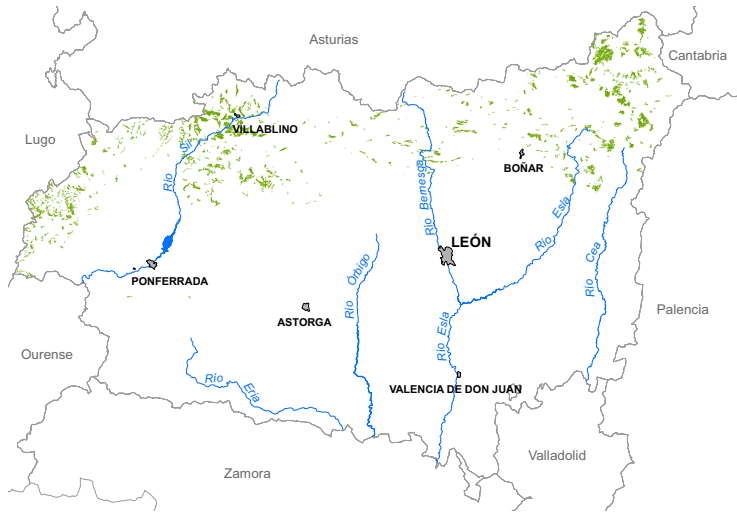 Asturias
Cantabria
Lugo
VILLABLINO
Río Sil
BOÑAR
Río Bernesga
Río Esla
LEÓN
Río Cea
Río Órbigo
PONFERRADA
ASTORGA
Río Esla
Palencia
Ourense
Río Eria
VALENCIA DE DON JUAN
Valladolid
Zamora